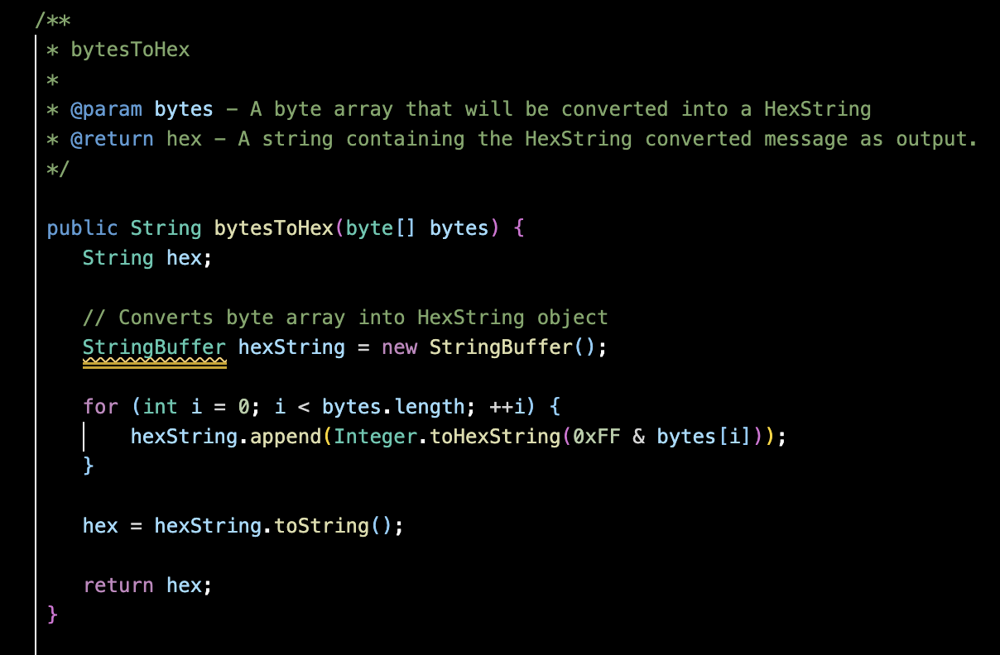 /**
* bytesToHex
*
* @param bytes – A byte array that will be converted into a HexString
* @return hex – A string containing the HexString converted message as output.
*/
public String bytesToHex(byte[] bytes) {
String hex;
// Converts byte array into HexString object
StringBuffer hexString = new StringBuffer();
for (int i = 0; i < bytes.length; ++i) {
hexString.append(Integer.toHexString(0xFF & bytes[i]));
}
hex = hexString.toString();
return hex;
}